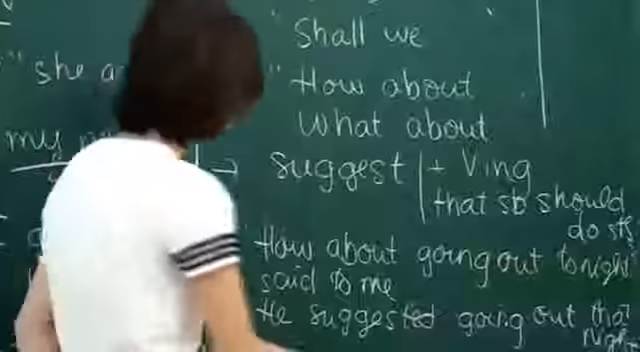 Shall we
"she a
" How about
What about
my
→ suggest + Ving
that sb should
do sth
How about going out tonight"
said to me
He suggested going out that
night